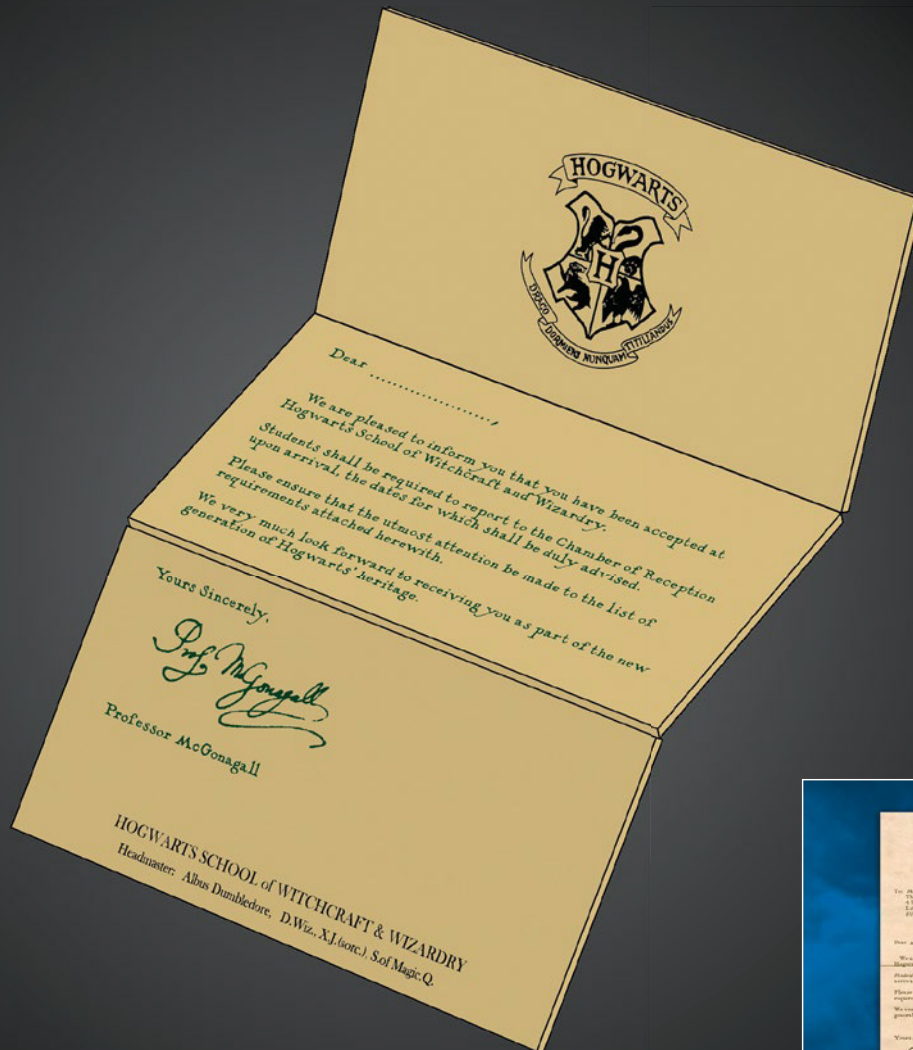 HOGWARTS
H
DRACO DORMIENS NUNQUAM TITILLANDUS
Dear ....................,
We are pleased to inform you that you have been accepted at
Hogwarts School of Witchcraft and Wizardry.
Students shall be required to report to the Chamber of Reception
upon arrival, the dates for which shall be duly advised.
Please ensure that the utmost attention be made to the list of
requirements attached herewith.
We very much look forward to receiving you as part of the new
generation of Hogwarts' heritage.
Yours Sincerely,
Prof McGonagall
Professor McGonagall
HOGWARTS SCHOOL of WITCHCRAFT & WIZARDRY
Headmaster: Albus Dumbledore, D.Wiz., X.J.(sorc.), S.of Magic.Q.